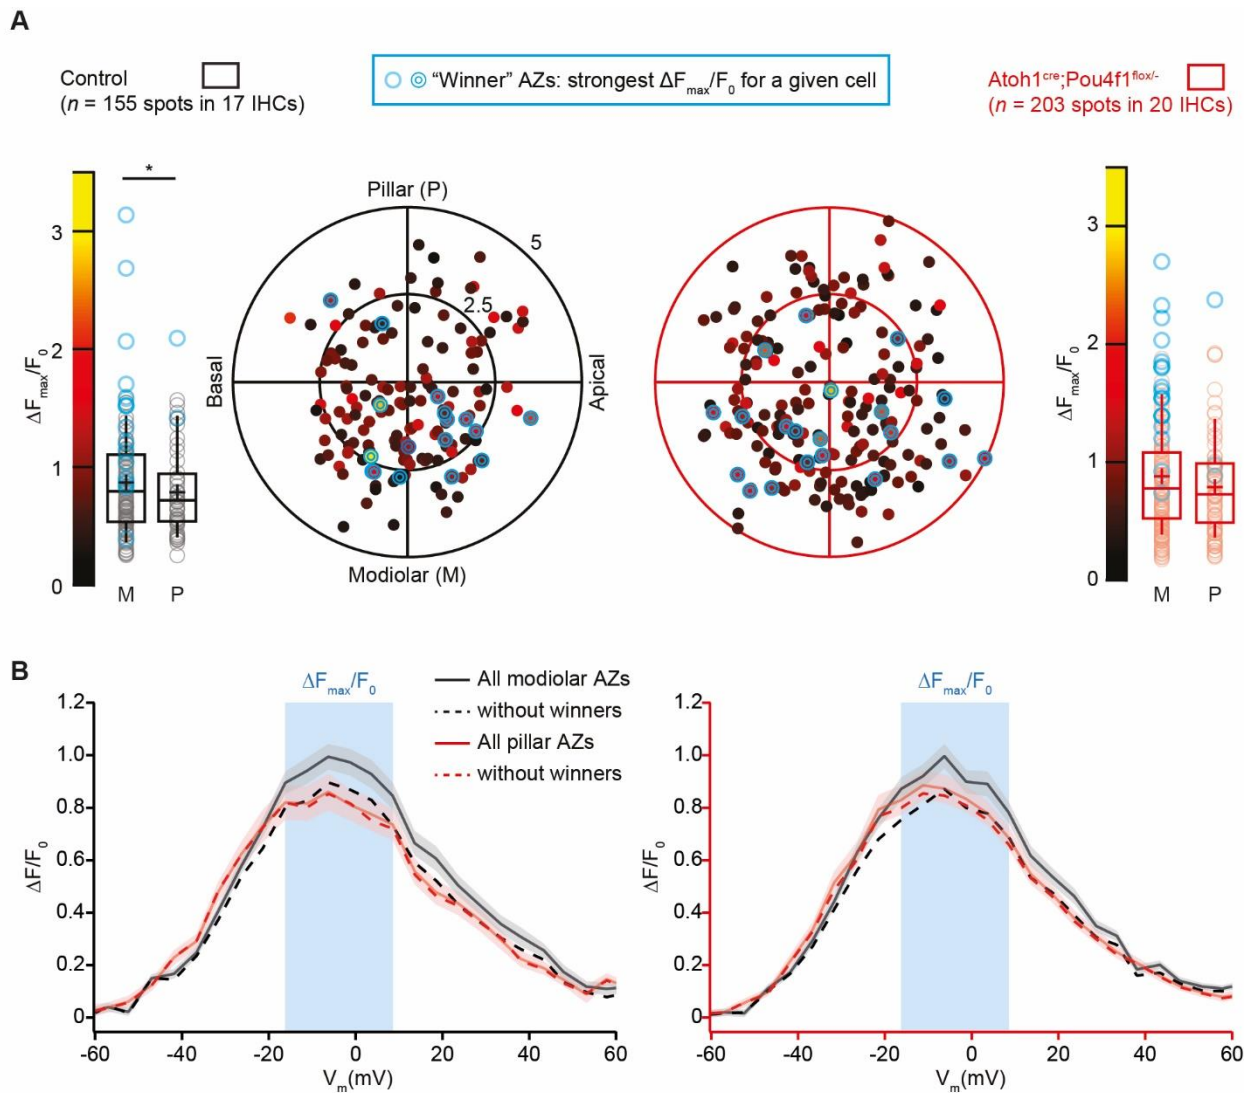 A
Control
(n = 155 spots in 17 IHCs)
"Winner" AZs: strongest ΔFmax/F0 for a given cell
Atoh1cre;Pou4f1flox/-
(n = 203 spots in 20 IHCs)
*
ΔFmax/F0
3
2
1
0
M P
Pillar (P)
5
2.5
Basal
Apical
Modiolar (M)
ΔFmax/F0
3
2
1
0
M P
B
ΔFmax/F0
All modiolar AZs
without winners
All pillar AZs
without winners
ΔF/F0
1.2
1.0
0.8
0.6
0.4
0.2
0
-60 -40 -20 0 20 40 60
Vm(mV)
ΔFmax/F0
ΔF/F0
1.2
1.0
0.8
0.6
0.4
0.2
0
-60 -40 -20 0 20 40 60
Vm(mV)